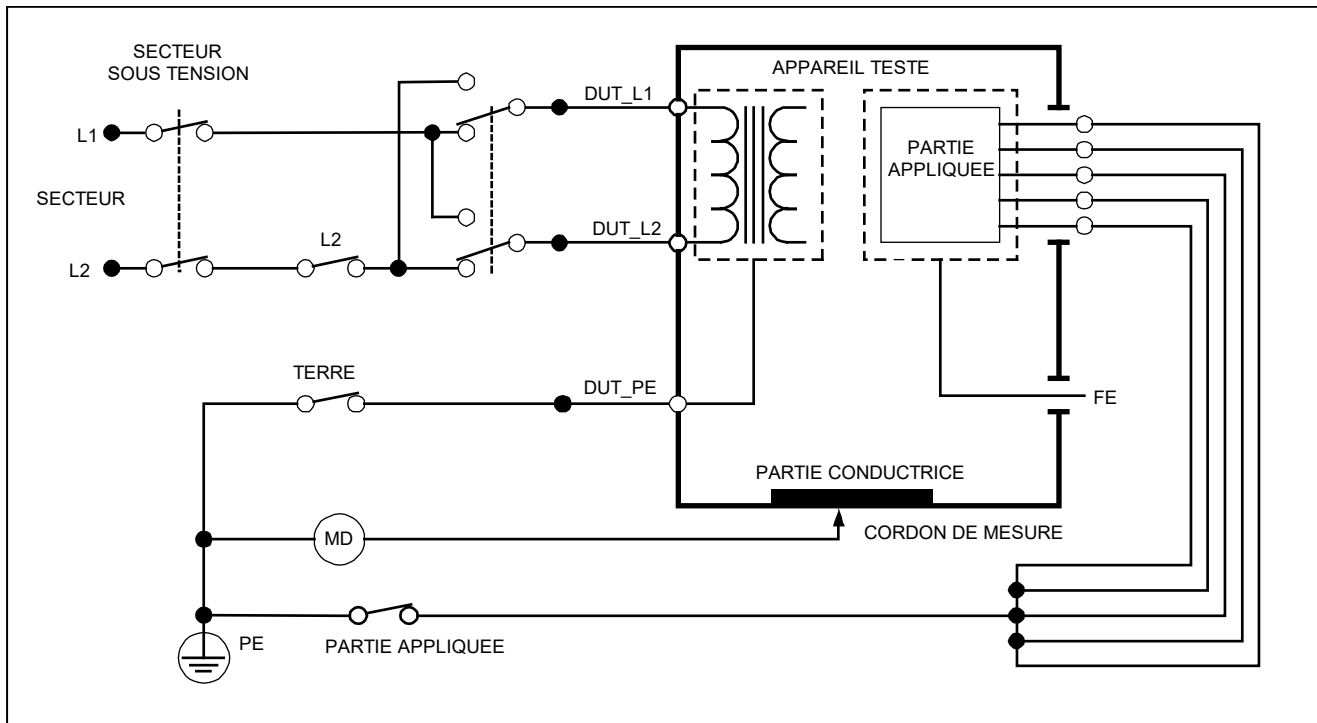 SECTEUR
SOUS TENSION
APPAREIL TESTE
DUT_L1
L1
PARTIE
APPLIQUEE
SECTEUR
L2
DUT_L2
L2
TERRE
DUT_PE
FE
PARTIE CONDUCTRICE
MD
CORDON DE MESURE
PE
PARTIE APPLIQUEE